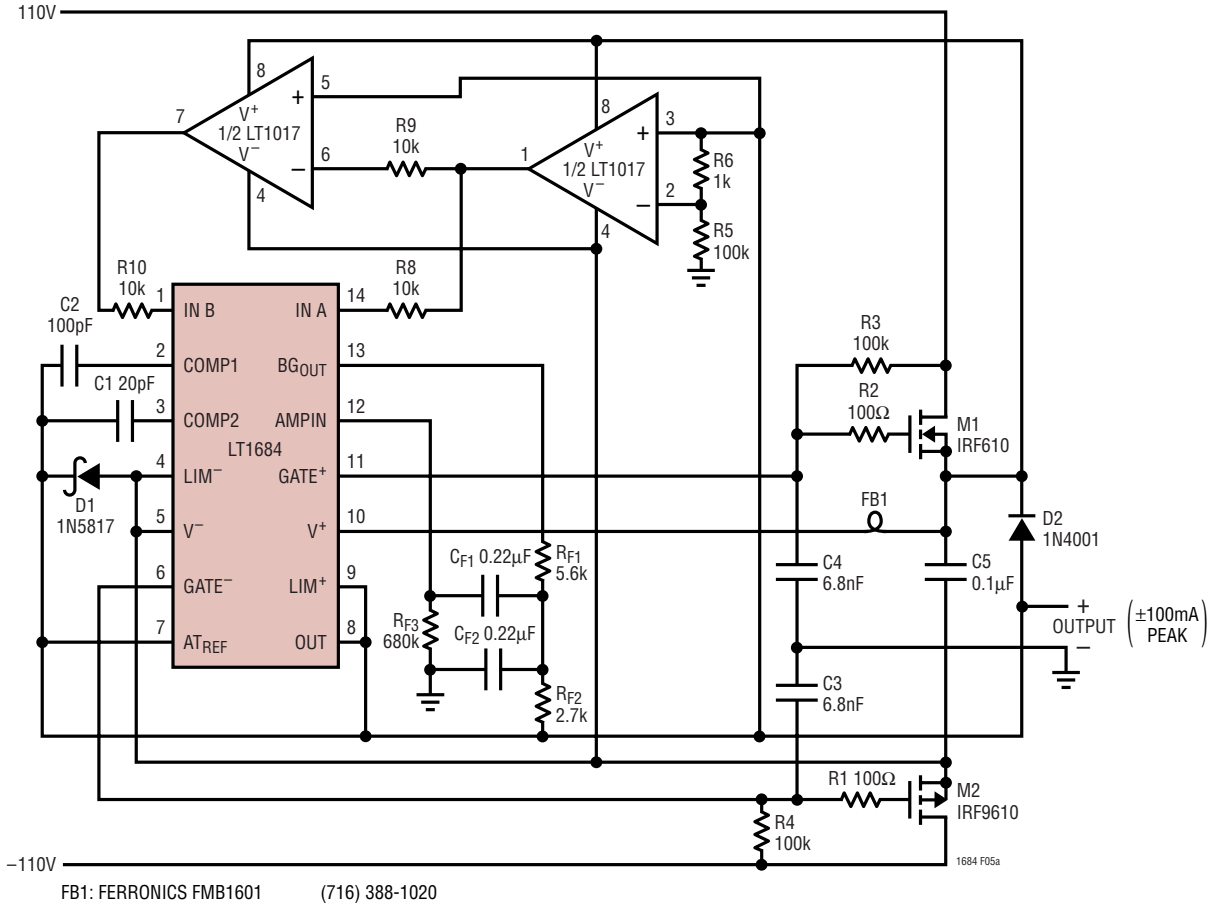 110V
8
5
+
7
V+
1/2 LT1017
V−
6
−
4
R9
10k
8
3
+
1
V+
1/2 LT1017
V−
2
−
4
R6
1k
R5
100k
R10
10k
R8
10k
C2
100pF
C1 20pF
D1
1N5817
1
IN B
2
COMP1
3
COMP2
LT1684
4
LIM−
5
V−
6
GATE−
7
ATREF
14
IN A
13
BGOUT
12
AMPIN
11
GATE+
10
V+
9
LIM+
8
OUT
CF1 0.22µF
RF1
5.6k
RF3
680k
CF2 0.22µF
RF2
2.7k
R3
100k
R2
100Ω
M1
IRF610
FB1
D2
1N4001
C4
6.8nF
C5
0.1µF
+
OUTPUT
−
(±100mA
PEAK)
C3
6.8nF
R1 100Ω
M2
IRF9610
R4
100k
−110V
1684 F05a
FB1: FERRONICS FMB1601 (716) 388-1020